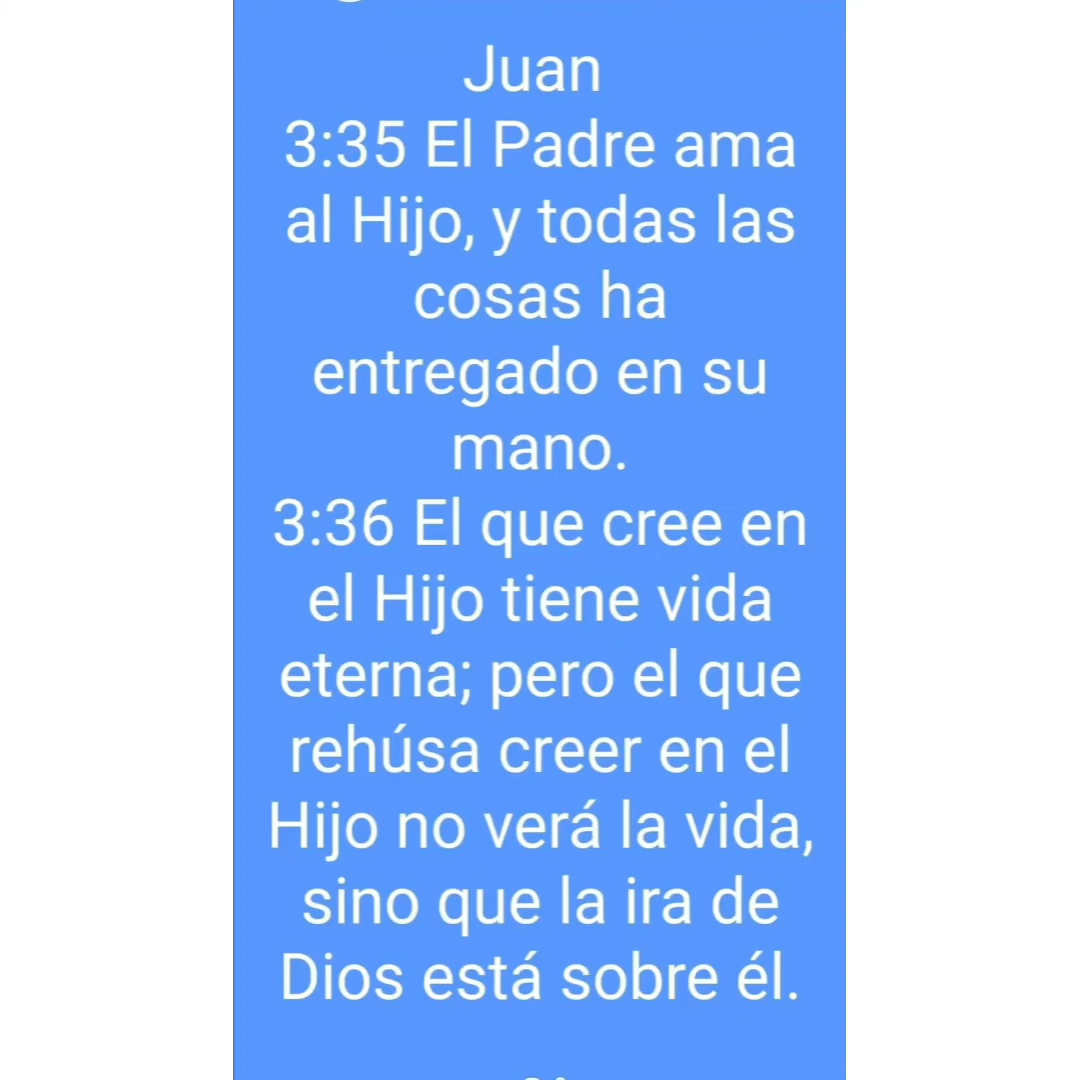 Juan
3:35 El Padre ama
al Hijo, y todas las
cosas ha
entregado en su
mano.
3:36 El que cree en
el Hijo tiene vida
eterna; pero el que
rehúsa creer en el
Hijo no verá la vida,
sino que la ira de
Dios está sobre él.